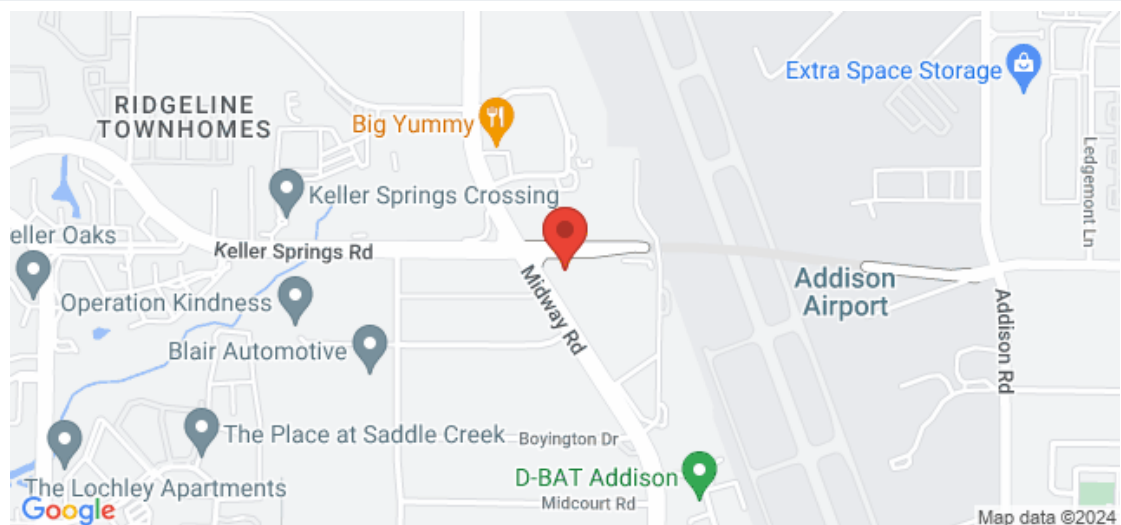 Extra Space Storage
RIDGELINE
TOWNHOMES
Big Yummy
Ledgemont Ln
Keller Springs Crossing
eller Oaks
Keller Springs Rd
Addison
Airport
Operation Kindness
Midway Rd
Addison Rd
Blair Automotive
The Place at Saddle Creek
Boyington Dr
D-BAT Addison
The Lochley Apartments
Midcourt Rd
Google
Map data ©2024